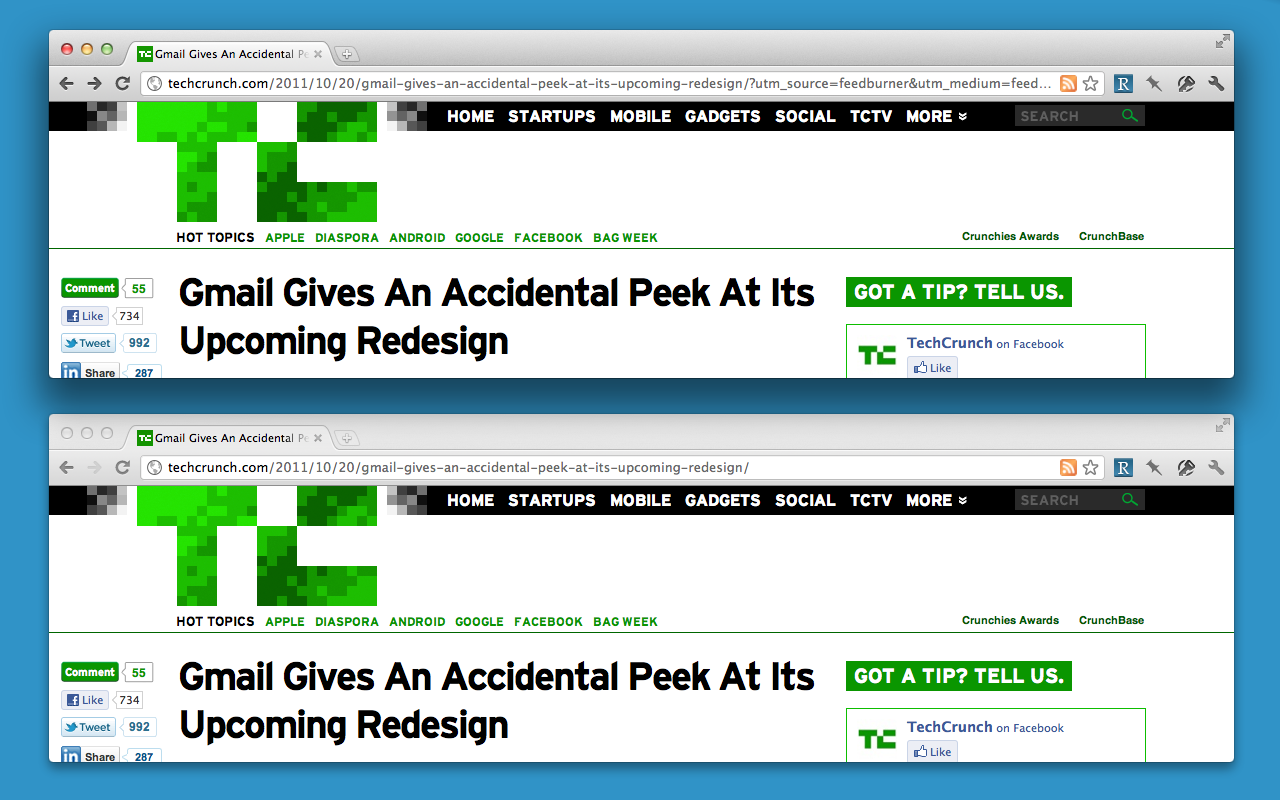 Gmail Gives An Accidental
techcrunch.com/2011/10/20/gmail-gives-an-accidental-peek-at-its-upcoming-redesign/?utm_source=feedburner&utm_medium=feed...
R
HOME STARTUPS MOBILE GADGETS SOCIAL TCTV MORE SEARCH
TC
HOT TOPICS APPLE DIASPORA ANDROID GOOGLE FACEBOOK BAG WEEK Crunchies Awards CrunchBase
Comment 55
Like 734
Tweet 992
in Share 287
Gmail Gives An Accidental Peek At Its
Upcoming Redesign
GOT A TIP? TELL US.
TC TechCrunch on Facebook
Like
Gmail Gives An Accidental
techcrunch.com/2011/10/20/gmail-gives-an-accidental-peek-at-its-upcoming-redesign/
R
HOME STARTUPS MOBILE GADGETS SOCIAL TCTV MORE SEARCH
TC
HOT TOPICS APPLE DIASPORA ANDROID GOOGLE FACEBOOK BAG WEEK Crunchies Awards CrunchBase
Comment 55
Like 734
Tweet 992
in Share 287
Gmail Gives An Accidental Peek At Its
Upcoming Redesign
GOT A TIP? TELL US.
TC TechCrunch on Facebook
Like